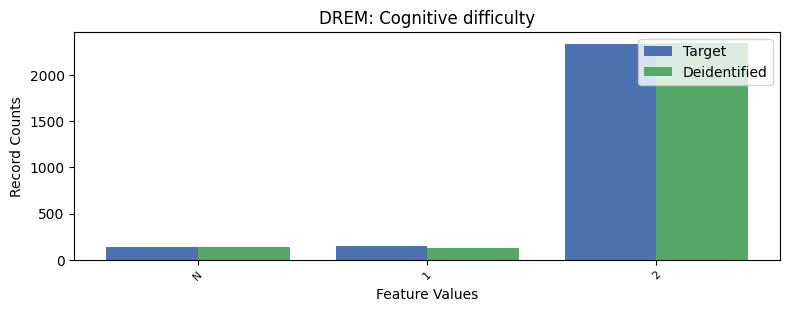 DREM: Cognitive difficulty
Target
Deidentified
Record Counts
2000
1500
1000
500
0
N
1
2
Feature Values